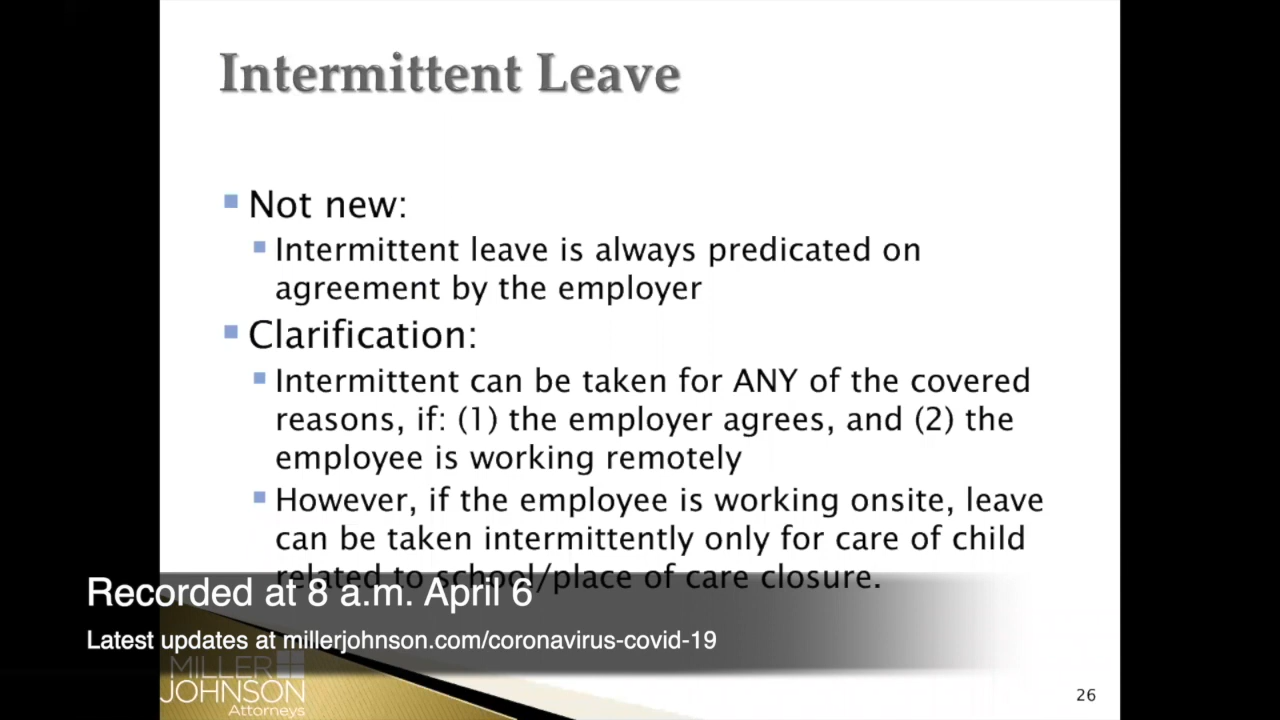 Intermittent Leave
Not new:
Intermittent leave is always predicated on
agreement by the employer
Clarification:
Intermittent can be taken for ANY of the covered
reasons, if: (1) the employer agrees, and (2) the
employee is working remotely
However, if the employee is working onsite, leave
can be taken intermittently only for care of child
related to school/place of care closure.
Recorded at 8 a.m. April 6
Latest updates at millerjohnson.com/coronavirus-covid-19
MILLER
JOHNSON
Attorneys
26